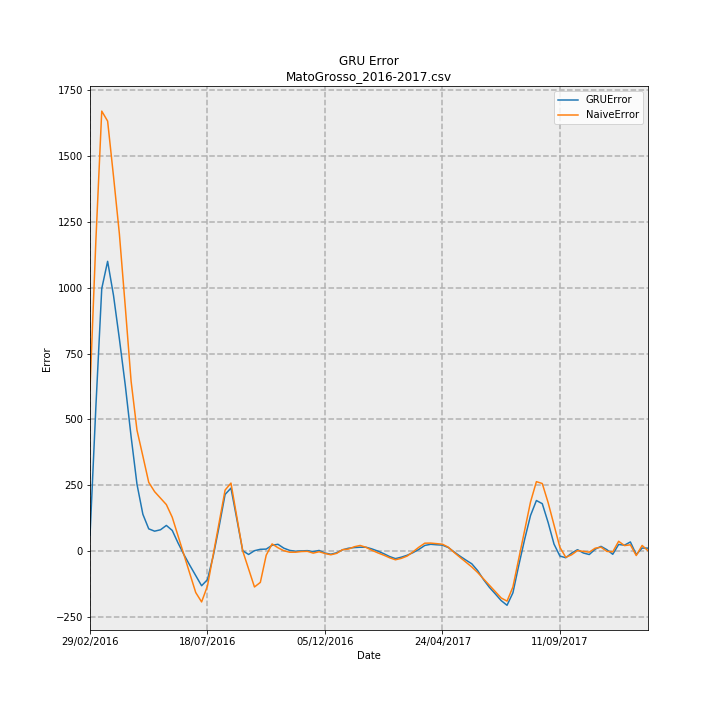 GRU Error
MatoGrosso_2016-2017.csv
GRUError
NaiveError
1750
1500
1250
1000
750
500
250
0
−250
Error
29/02/2016
18/07/2016
05/12/2016
24/04/2017
11/09/2017
Date